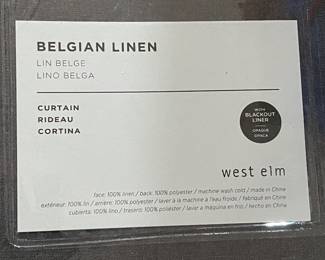 BELGIAN LINEN
LIN BELGE
LINO BELGA
CURTAIN
RIDEAU
CORTINA
WITH
BLACKOUT
LINER
OPAQUE
OPACA
west elm
face: 100% linen / back: 100% polyester / machine wash cold / made in China
extérieur: 100% lin / arrière: 100% polyester / laver à la machine à l'eau froide / fabriqué en Chine
cubierta: 100% lino / trasero: 100% poliéster / lavar a máquina en frío / hecho en China